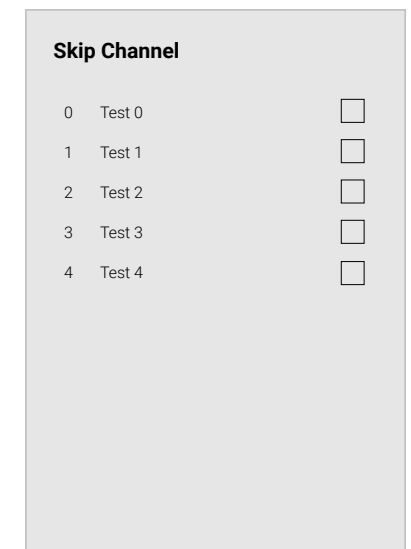 Skip Channel
0 Test 0
1 Test 1
2 Test 2
3 Test 3
4 Test 4